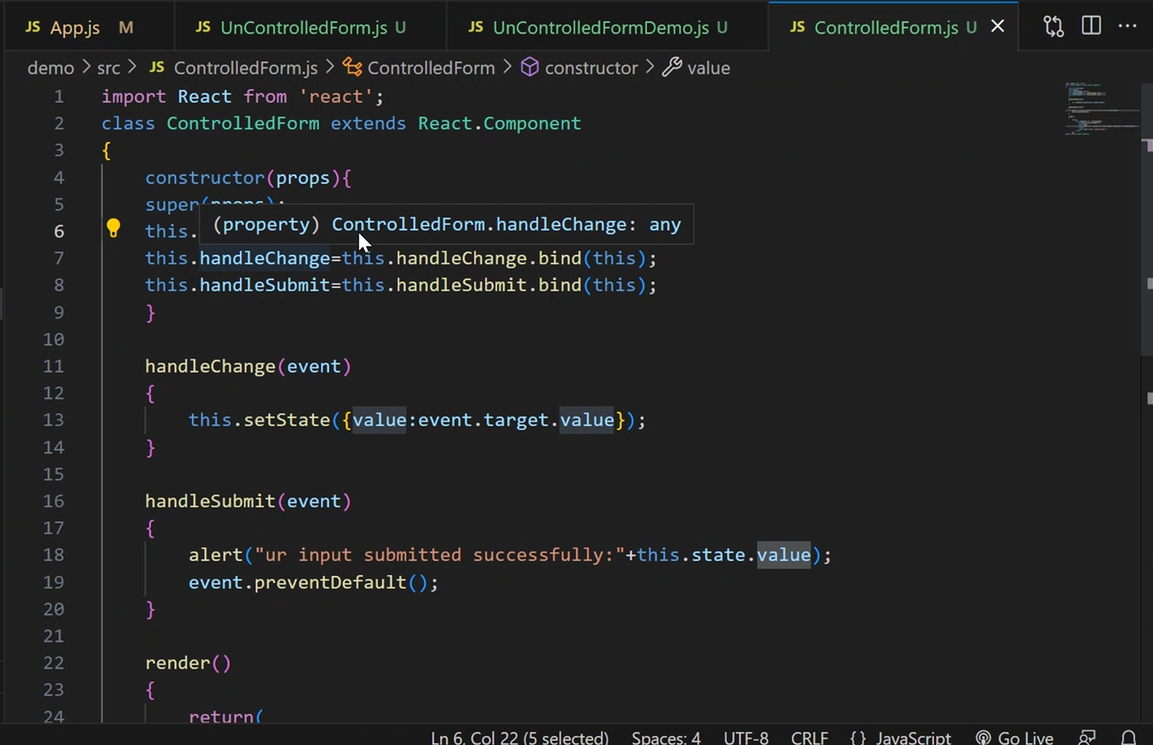 JS App.js M JS UnControlledForm.js U JS UnControlledFormDemo.js U JS ControlledForm.js U
demo > src > JS ControlledForm.js > ControlledForm > constructor > value
1 import React from 'react';
2 class ControlledForm extends React.Component
3 {
4 constructor(props){
5 super(props);
6 this.
(property) ControlledForm.handleChange: any
7 this.handleChange=this.handleChange.bind(this);
8 this.handleSubmit=this.handleSubmit.bind(this);
9 }
10
11 handleChange(event)
12 {
13 this.setState({value:event.target.value});
14 }
15
16 handleSubmit(event)
17 {
18 alert("ur input submitted successfully:"+this.state.value);
19 event.preventDefault();
20 }
21
22 render()
23 {
24 return(
Ln 6, Col 22 (5 selected) Spaces: 4 UTF-8 CRLF {} JavaScript Go Live